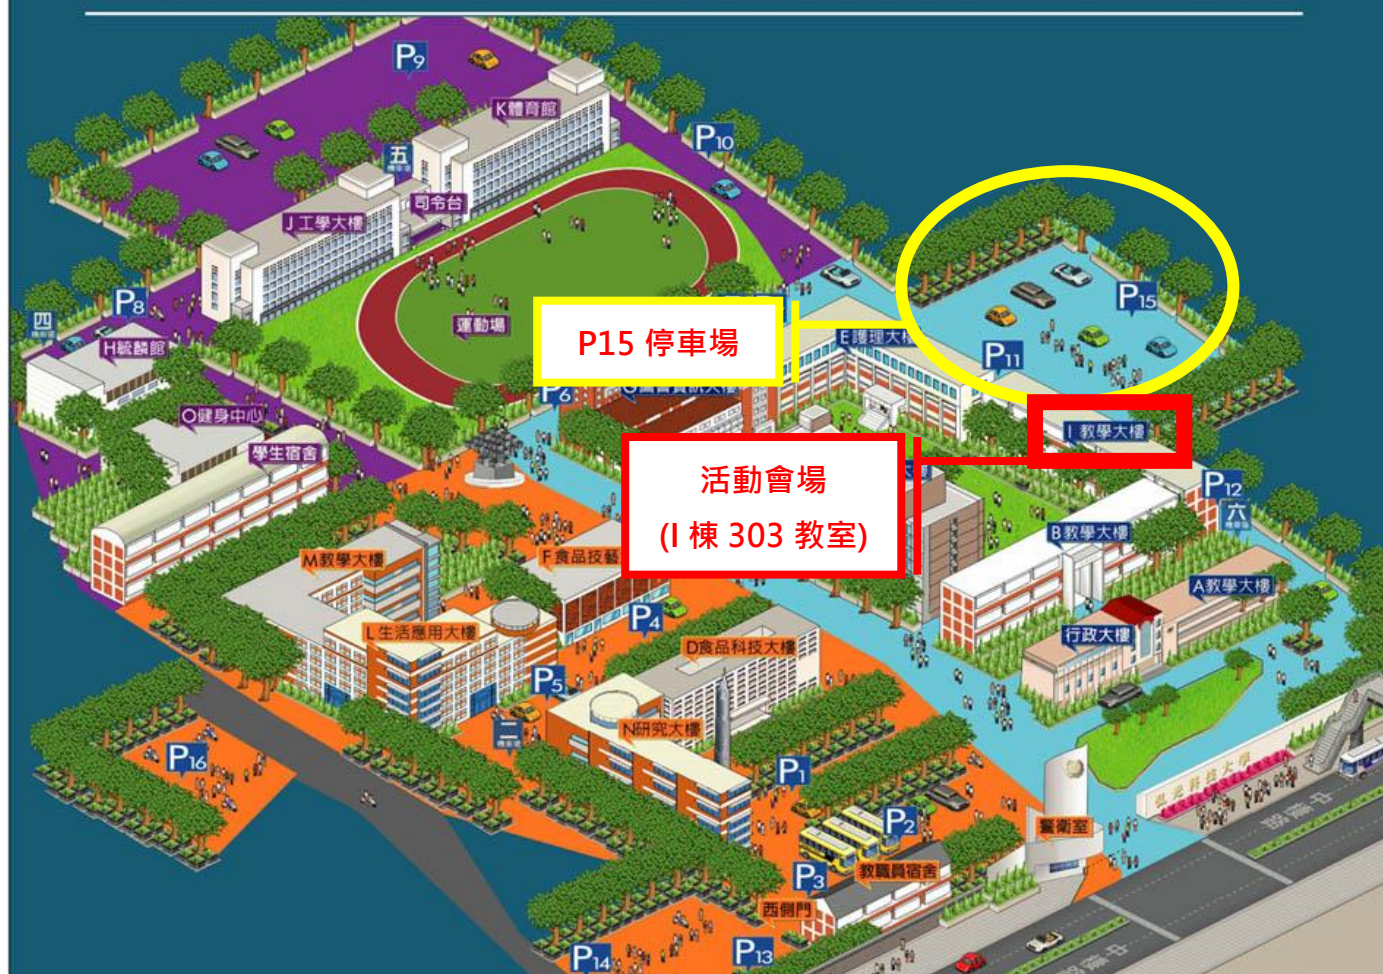 P9
K體育館
P10
五
司令台
J工學大樓
P15
P8
四
運動場
H毓麟館
P15 停車場
E護理大樓
P11
P6
O健身中心
I 教學大樓
學生宿舍
活動會場
(I 棟 303 教室)
P12
六
B教學大樓
M教學大樓
F食品技藝
A教學大樓
P4
L生活應用大樓
行政大樓
D食品科技大樓
P5
二
N研究大樓
P16
P1
P2
警衛室
P3
教職員宿舍
西側門
P14
P13